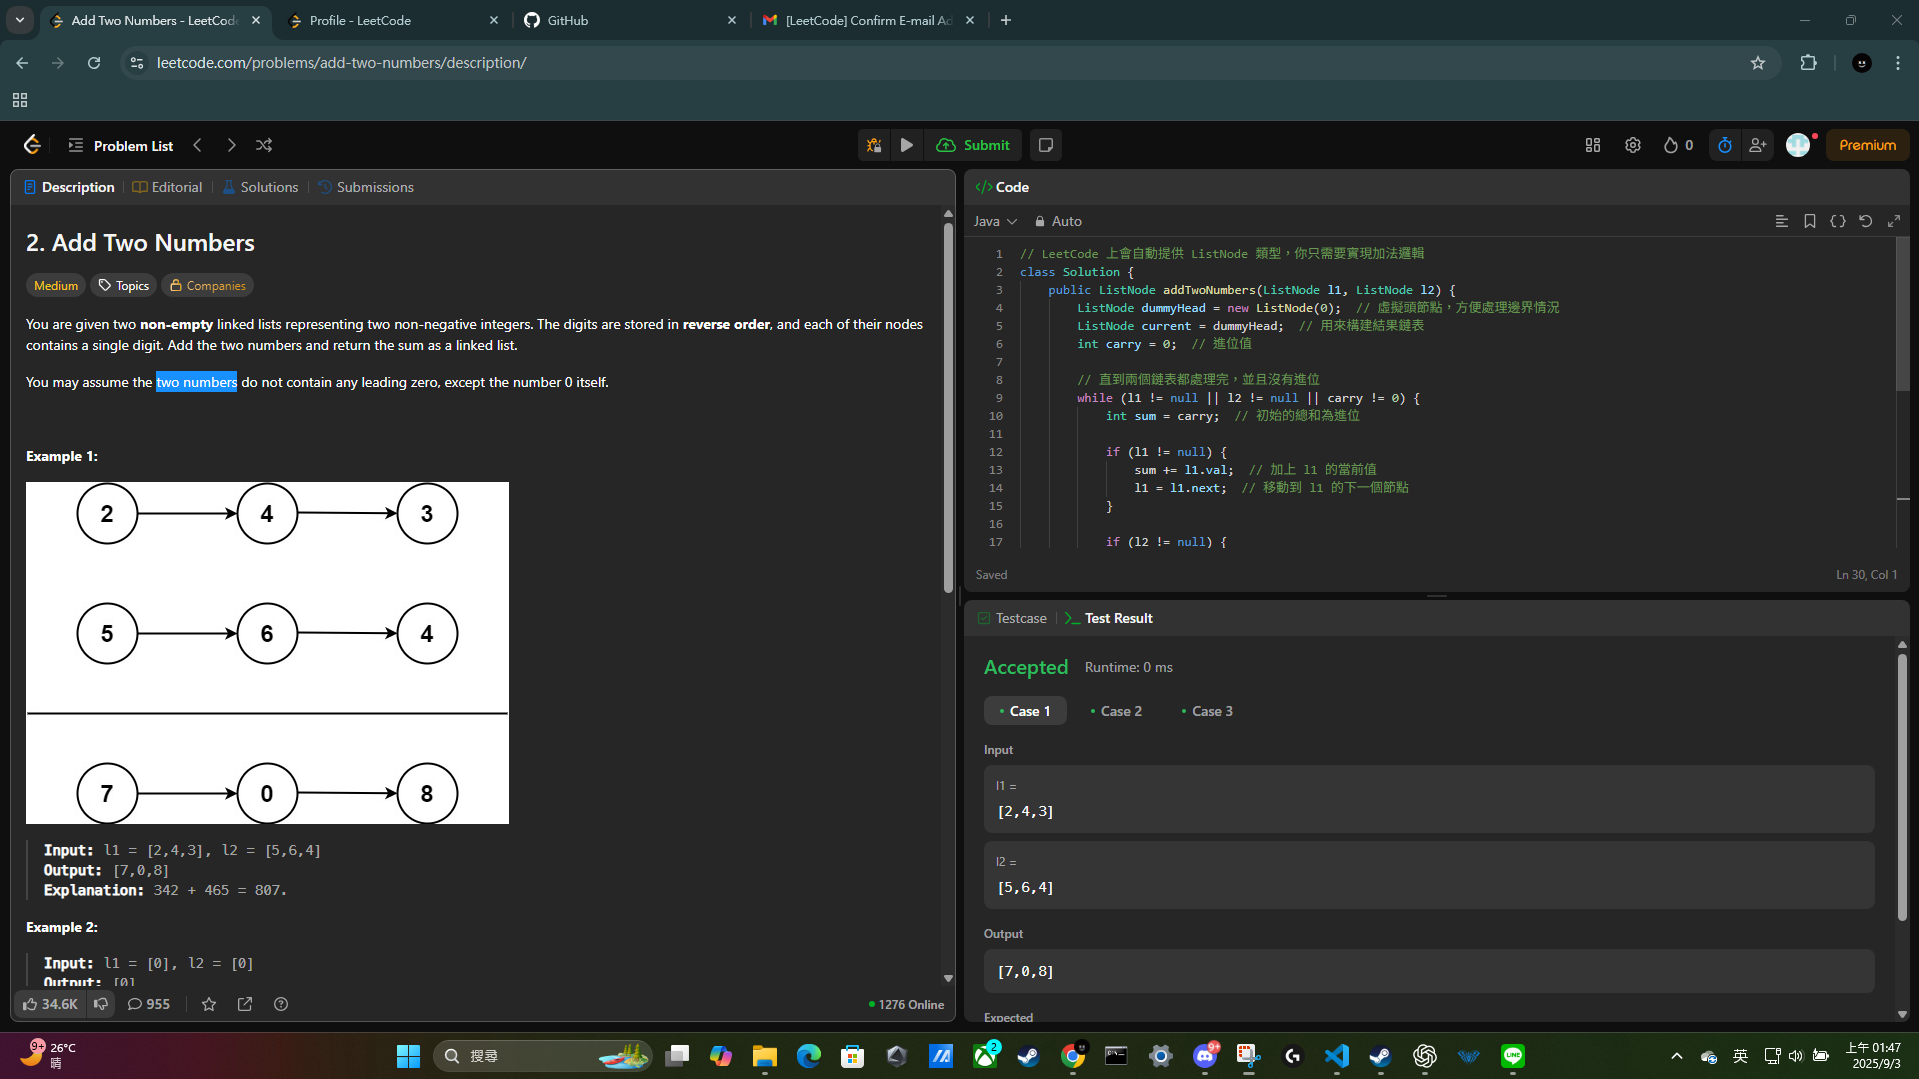 Add Two Numbers - LeetCode
Profile - LeetCode
GitHub
[LeetCode] Confirm E-mail Ad
leetcode.com/problems/add-two-numbers/description/
Problem List
Submit
0
Premium
Description
Editorial
Solutions
Submissions
2. Add Two Numbers
Medium
Topics
Companies
You are given two non-empty linked lists representing two non-negative integers. The digits are stored in reverse order, and each of their nodes
contains a single digit. Add the two numbers and return the sum as a linked list.
You may assume the two numbers do not contain any leading zero, except the number 0 itself.
Example 1:
2 4 3
5 6 4
7 0 8
Input: l1 = [2,4,3], l2 = [5,6,4]
Output: [7,0,8]
Explanation: 342 + 465 = 807.
Example 2:
Input: l1 = [0], l2 = [0]
Output: [0]
34.6K
955
1276 Online
Code
Java
Auto
1 // LeetCode 上會自動提供 ListNode 類型，你只需要實現加法邏輯
2 class Solution {
3 public ListNode addTwoNumbers(ListNode l1, ListNode l2) {
4 ListNode dummyHead = new ListNode(0); // 虛擬頭節點，方便處理邊界情況
5 ListNode current = dummyHead; // 用來構建結果鏈表
6 int carry = 0; // 進位值
7
8 // 直到兩個鏈表都處理完，並且沒有進位
9 while (l1 != null || l2 != null || carry != 0) {
10 int sum = carry; // 初始的總和為進位
11
12 if (l1 != null) {
13 sum += l1.val; // 加上 l1 的當前值
14 l1 = l1.next; // 移動到 l1 的下一個節點
15 }
16
17 if (l2 != null) {
Saved
Ln 30, Col 1
Testcase
Test Result
Accepted
Runtime: 0 ms
Case 1
Case 2
Case 3
Input
l1 =
[2,4,3]
l2 =
[5,6,4]
Output
[7,0,8]
Expected
9+
26°C
晴
搜尋
2
9+
LINE
英
上午 01:47
2025/9/3